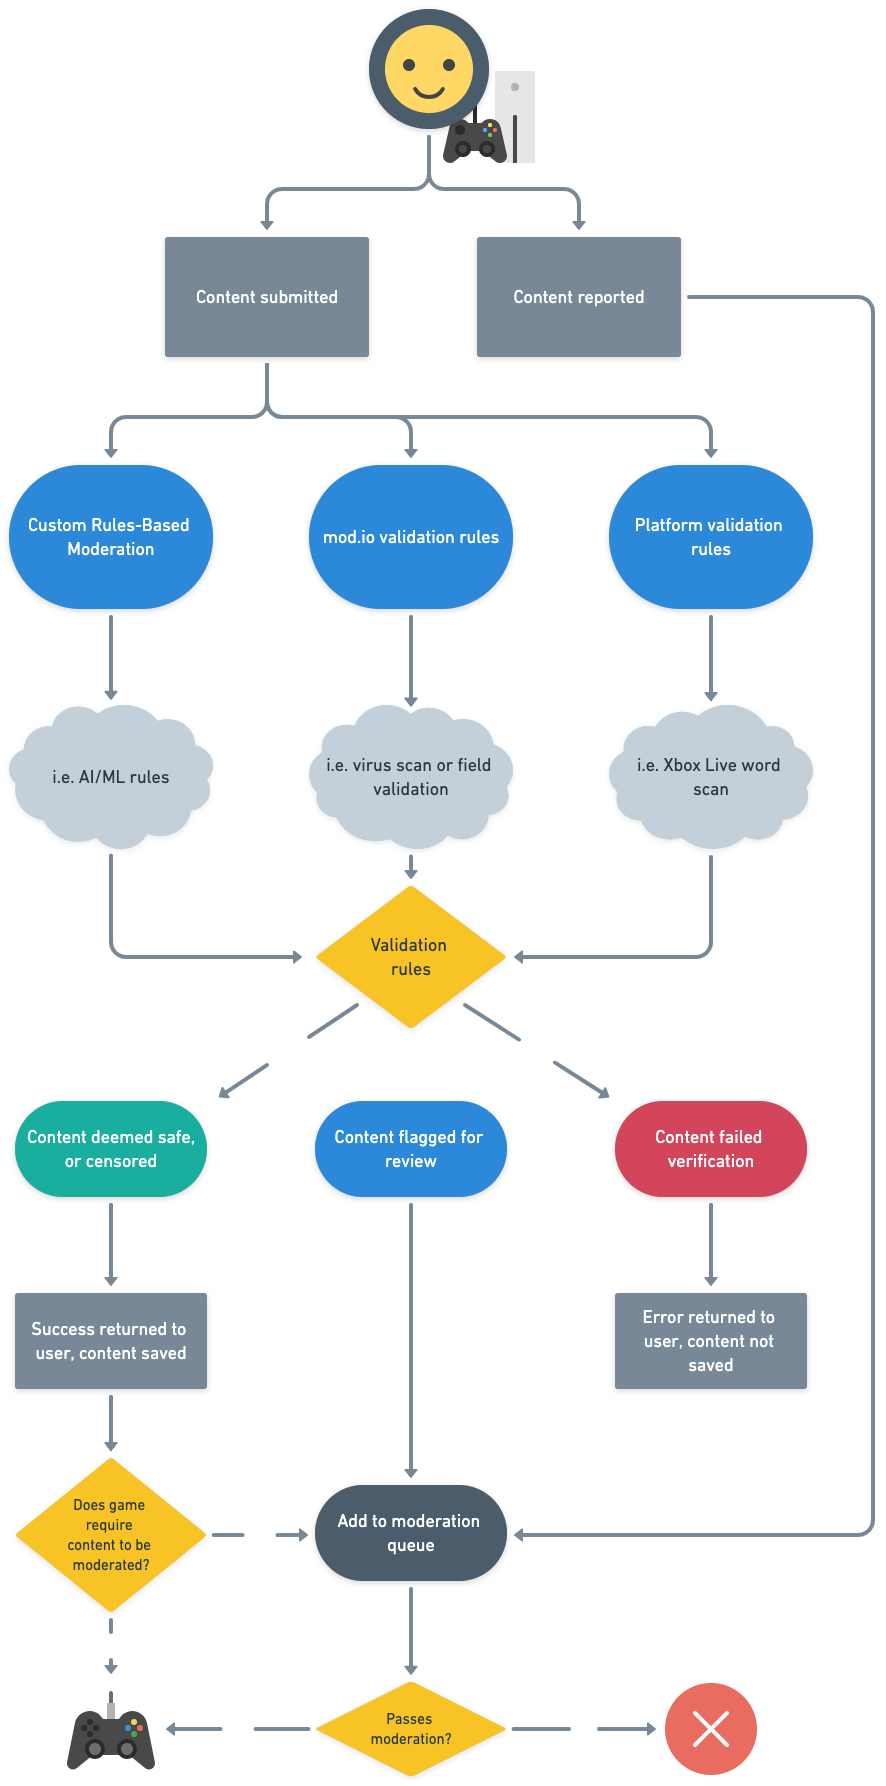 Content submitted
Content reported
Custom Rules-Based
Moderation
mod.io validation rules
Platform validation
rules
i.e. AI/ML rules
i.e. virus scan or field
validation
i.e. Xbox Live word
scan
Validation
rules
Content deemed safe,
or censored
Content flagged for
review
Content failed
verification
Success returned to
user, content saved
Error returned to
user, content not
saved
Does game
require
content to be
moderated?
Add to moderation
queue
Passes
moderation?